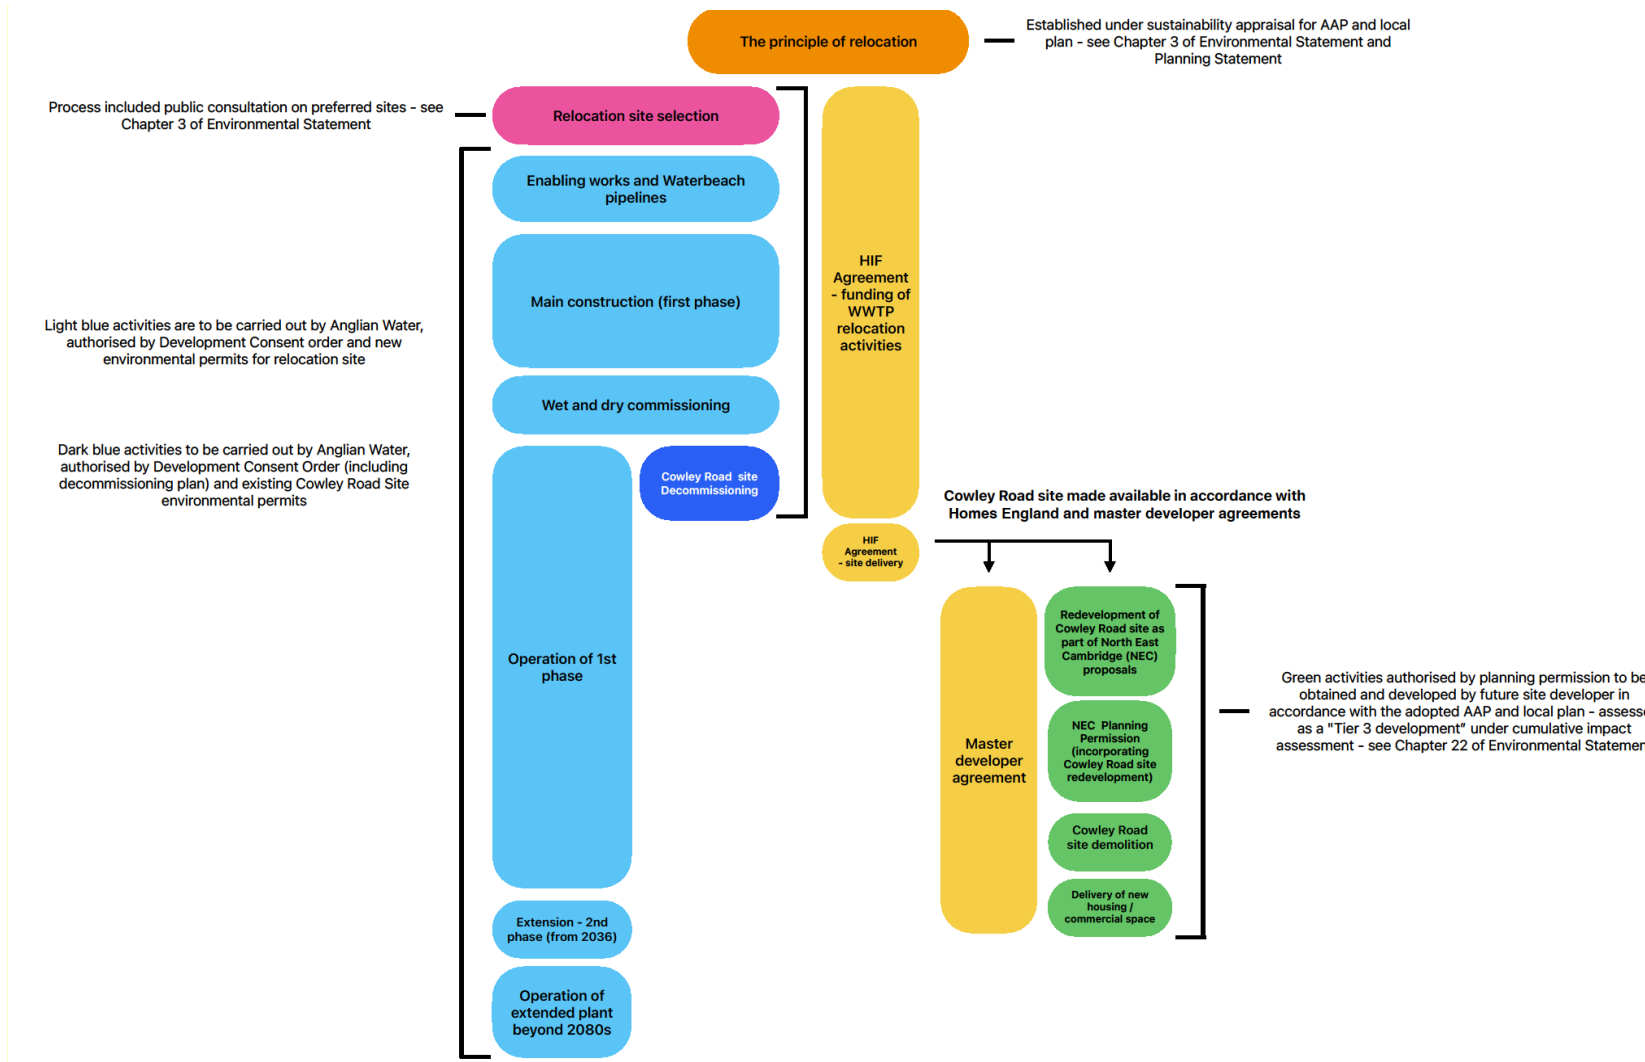 The principle of relocation
Established under sustainability appraisal for AAP and local
plan - see Chapter 3 of Environmental Statement and
Planning Statement
Process included public consultation on preferred sites - see
Chapter 3 of Environmental Statement
Relocation site selection
Enabling works and Waterbeach
pipelines
Main construction (first phase)
HIF
Agreement
- funding of
WWTP
relocation
activities
Light blue activities are to be carried out by Anglian Water,
authorised by Development Consent order and new
environmental permits for relocation site
Wet and dry commissioning
Dark blue activities to be carried out by Anglian Water,
authorised by Development Consent Order (including
decommissioning plan) and existing Cowley Road Site
environmental permits
Cowley Road site
Decommissioning
Cowley Road site made available in accordance with
Homes England and master developer agreements
HIF
Agreement
- site delivery
Operation of 1st
phase
Master
developer
agreement
Redevelopment of
Cowley Road site as
part of North East
Cambridge (NEC)
proposals
NEC Planning
Permission
(incorporating
Cowley Road site
redevelopment)
Cowley Road
site demolition
Delivery of new
housing /
commercial space
Green activities authorised by planning permission to be
obtained and developed by future site developer in
accordance with the adopted AAP and local plan - assesse
as a "Tier 3 development" under cumulative impact
assessment - see Chapter 22 of Environmental Statemen
Extension - 2nd
phase (from 2036)
Operation of
extended plant
beyond 2080s